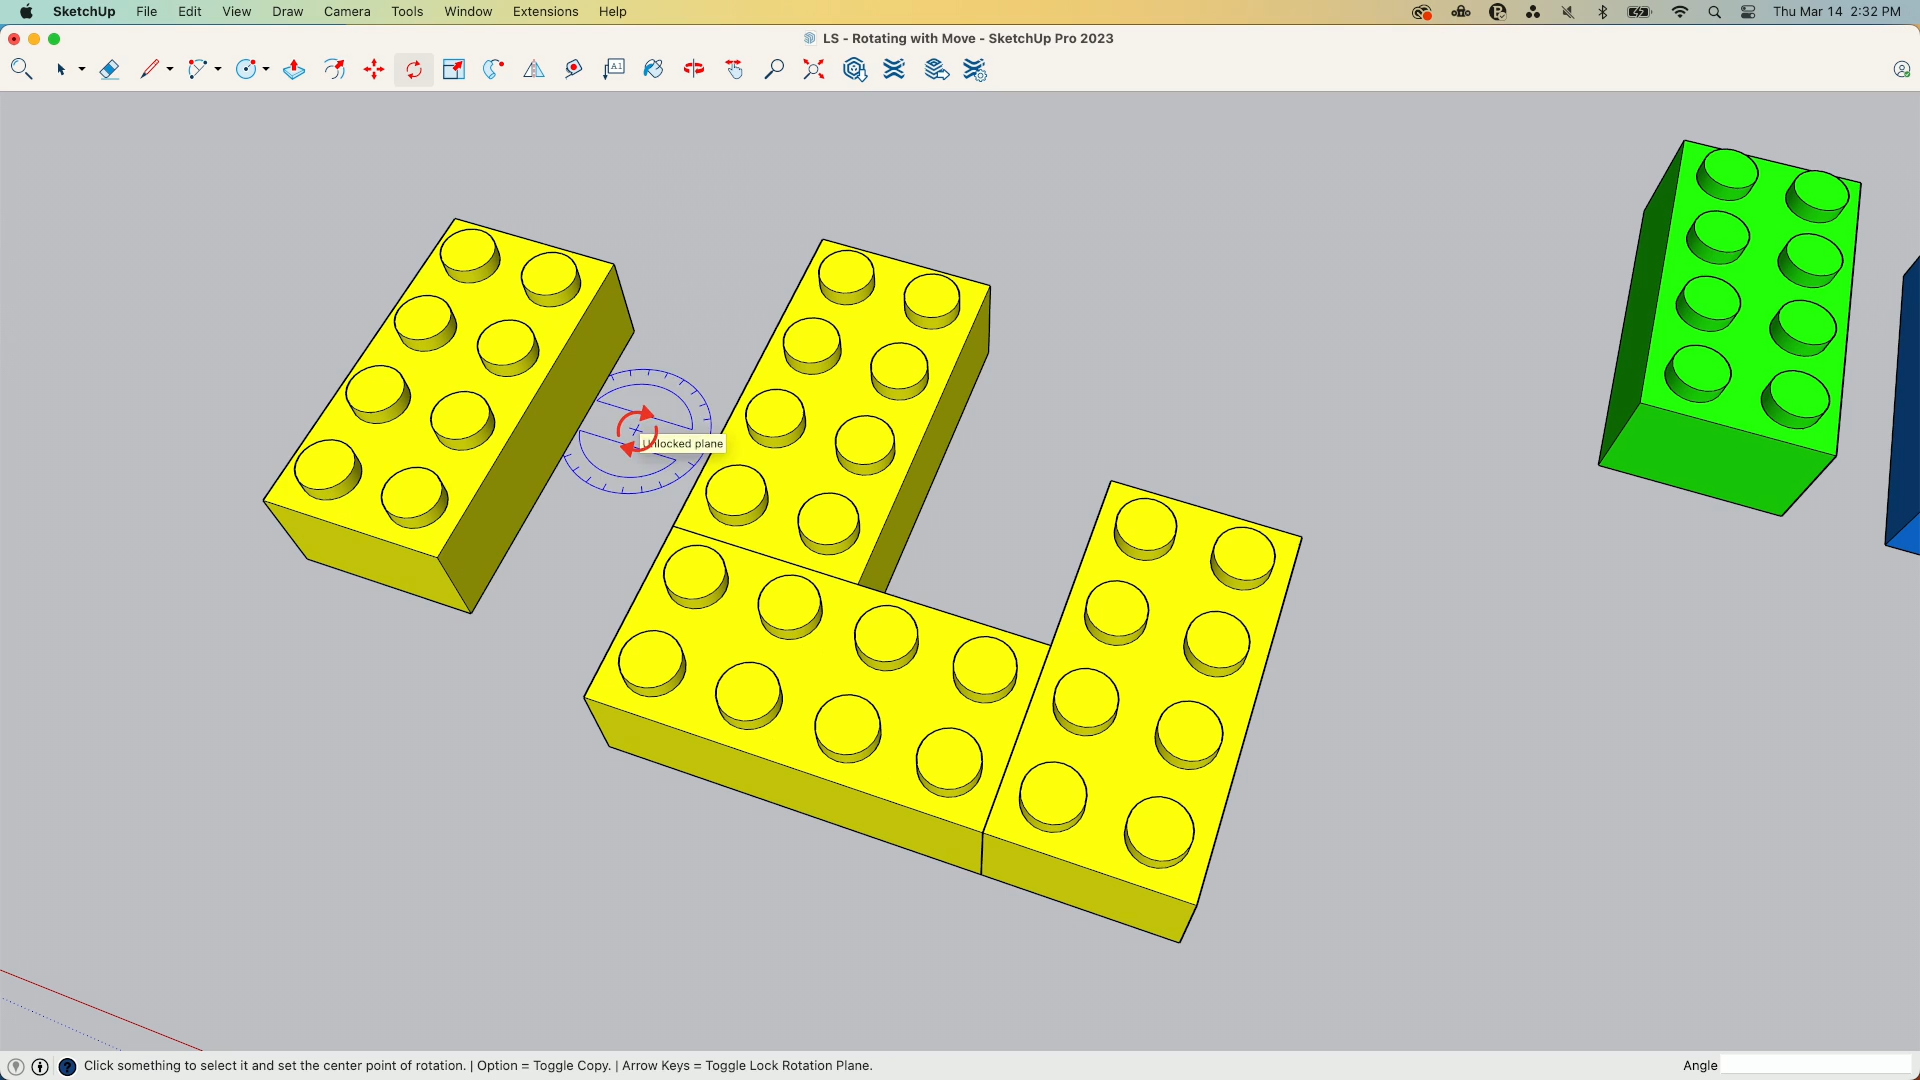 SketchUp File Edit View Draw Camera Tools Window Extensions Help Thu Mar 14 2:32 PM
LS - Rotating with Move - SketchUp Pro 2023
A1
Unlocked plane
Click something to select it and set the center point of rotation. | Option = Toggle Copy. | Arrow Keys = Toggle Lock Rotation Plane. Angle